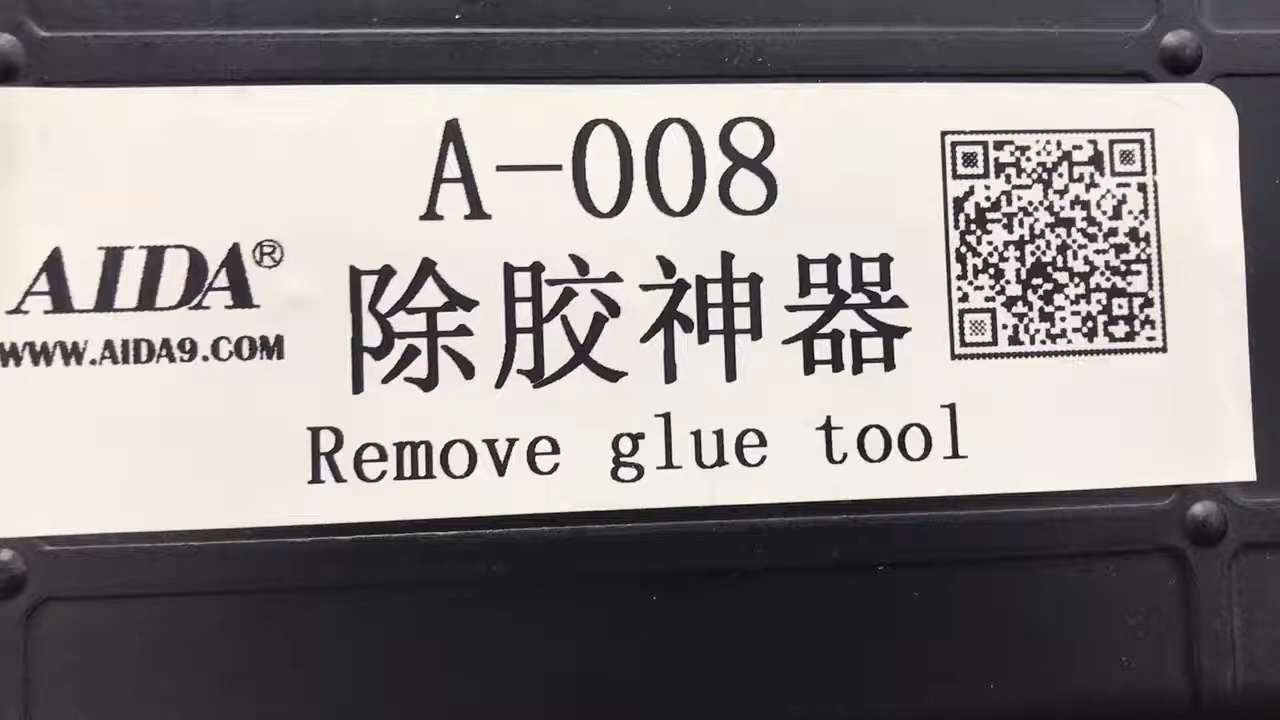 A-008
AIDA®
WWW.AIDA9.COM
除胶神器
Remove glue tool